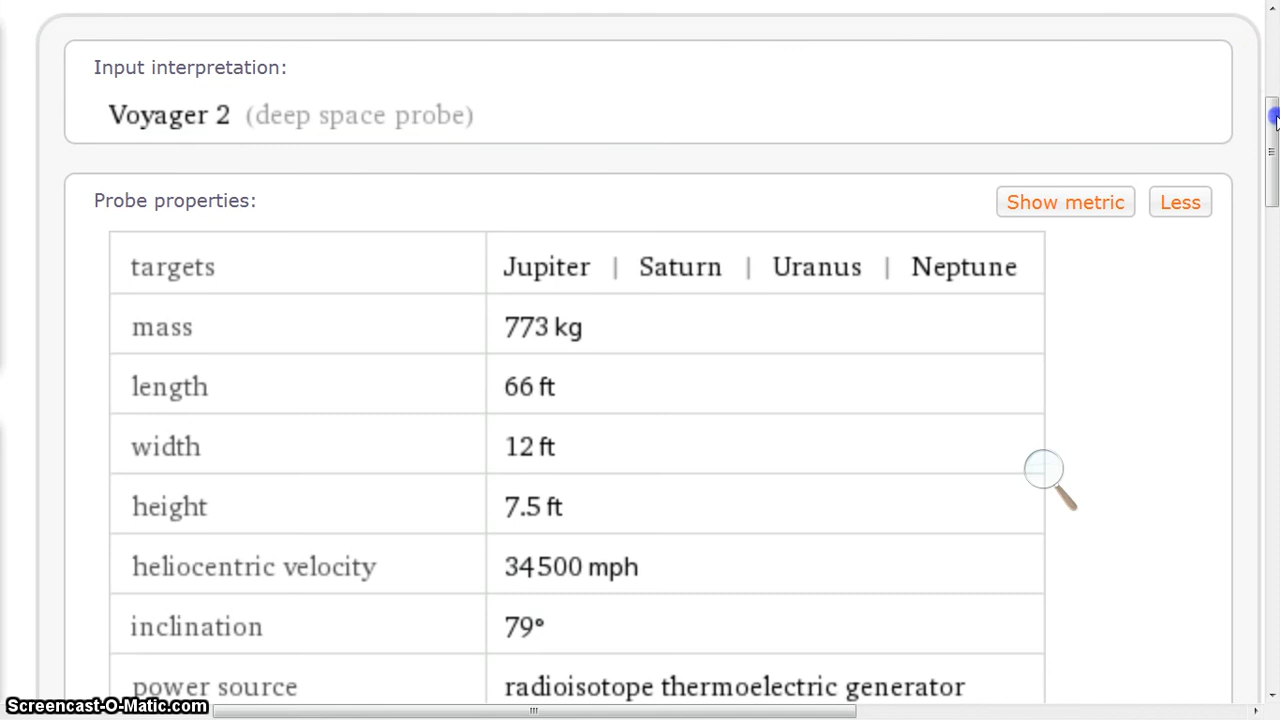 Input interpretation:
Voyager 2 (deep space probe)
Probe properties: Show metric Less
targets Jupiter | Saturn | Uranus | Neptune
mass 773 kg
length 66 ft
width 12 ft
height 7.5 ft
heliocentric velocity 34500 mph
inclination 79°
power source radioisotope thermoelectric generator
Screencast-O-Matic.com